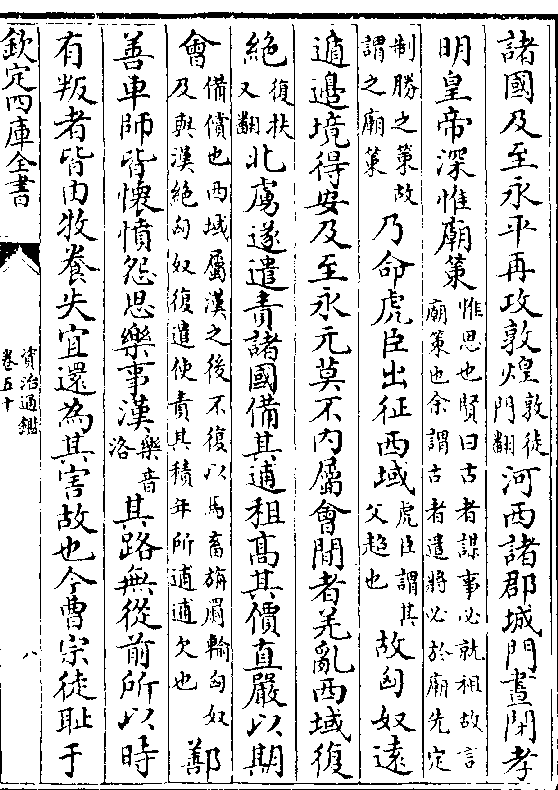 諸國及至永平再攻敦煌敦徒門翻河西諸郡城門晝閉孝
明皇帝深惟廟策惟思也賢曰古者謀事必就祖故言廟策也余謂古者遣將必於廟先定
制勝之策故謂之廟策乃命虎臣出征西域虎臣謂其父超也故匈奴遠
遁邊境得安及至永元莫不内屬會間者羌亂西域復
絶復扶又翻北虜遂遣責諸國備其逋租高其價直嚴以期
會備償也西域屬漢之後不復以馬畜旃罽輸匈奴及與漢絶匈奴復遣使責其積年所逋逋欠也鄯
善車師皆懷憤怨思樂事漢樂音洛其路無從前所以時
有叛者皆由牧養失宜還為其害故也今曹宗徒恥于
欽定四庫全書
資治通鑑
卷五十
八